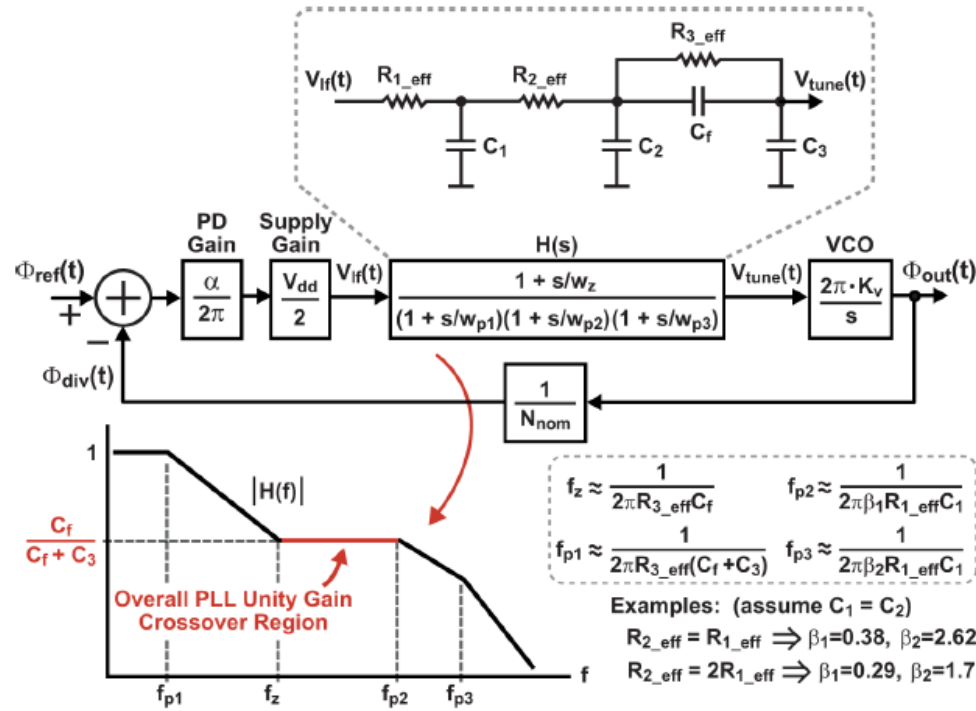 R3_eff
Vlf(t) R1_eff R2_eff Vtune(t)
Cf
C1 C2 C3
PD Gain
Supply Gain
H(s)
VCO
Φref(t) + − α/2π Vdd/2 Vlf(t) (1 + s/wz)/((1 + s/wp1)(1 + s/wp2)(1 + s/wp3)) Vtune(t) 2π·Kv/s Φout(t)
Φdiv(t) 1/Nnom
1
|H(f)|
Cf/(Cf + C3)
Overall PLL Unity Gain
Crossover Region
fp1 fz fp2 fp3 f
fz ≈ 1/(2πR3_effCf) fp2 ≈ 1/(2πβ1R1_effC1)
fp1 ≈ 1/(2πR3_eff(Cf +C3)) fp3 ≈ 1/(2πβ2R1_effC1)
Examples: (assume C1 = C2)
R2_eff = R1_eff ⇒ β1=0.38, β2=2.62
R2_eff = 2R1_eff ⇒ β1=0.29, β2=1.7